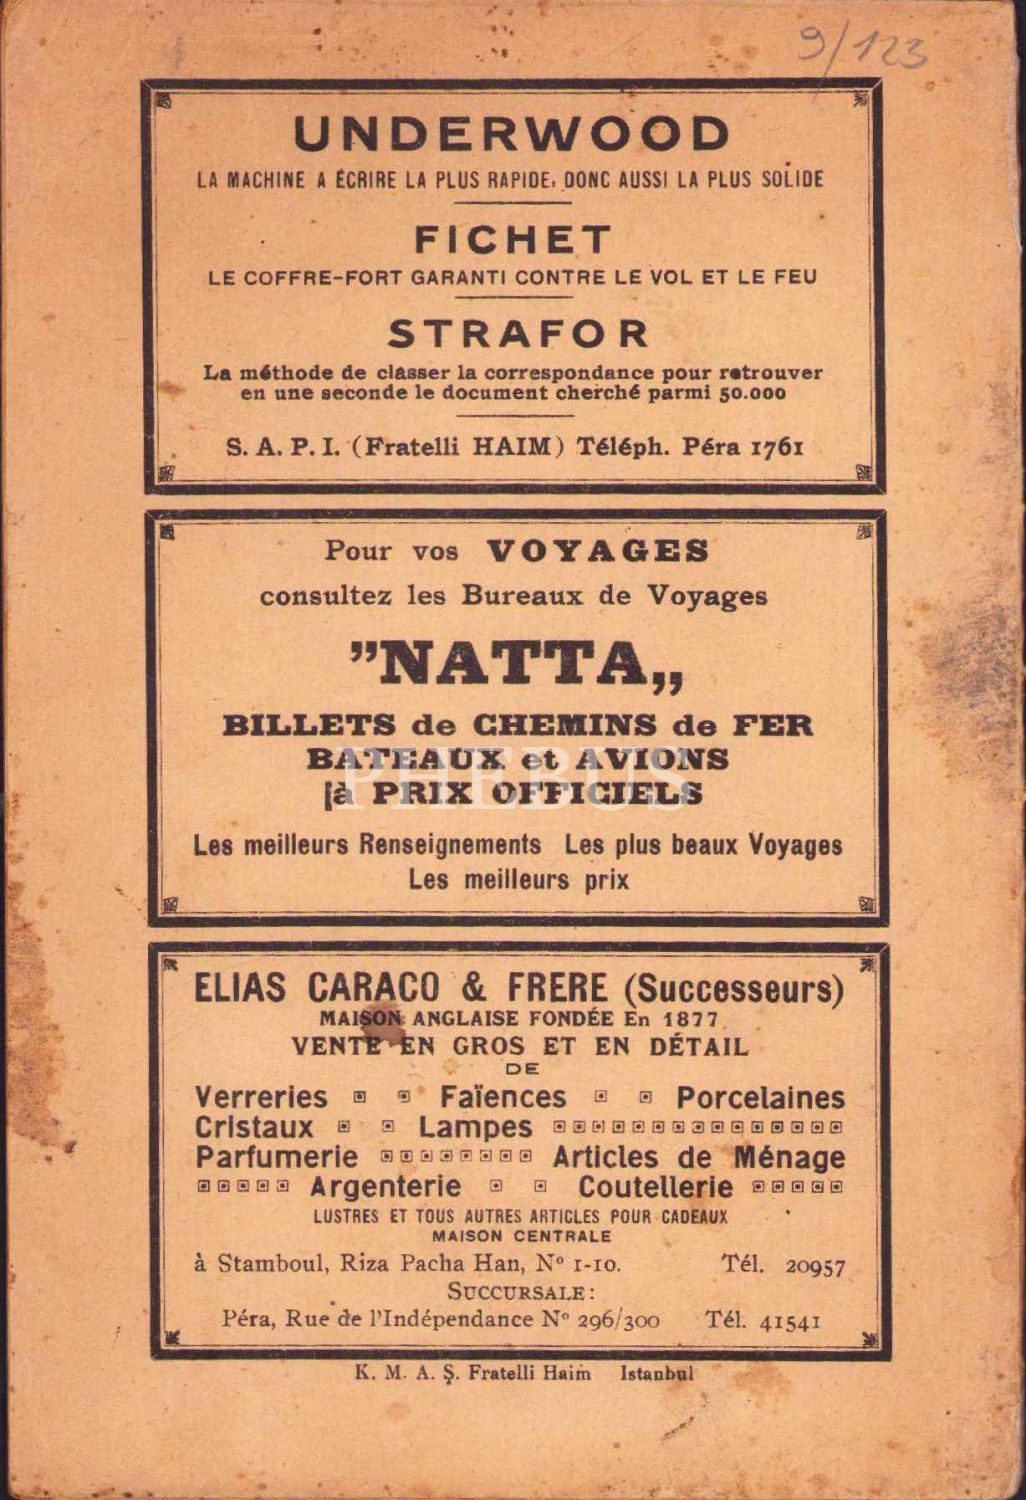 9/123
UNDERWOOD
LA MACHINE A ÉCRIRE LA PLUS RAPIDE, DONC AUSSI LA PLUS SOLIDE
FICHET
LE COFFRE-FORT GARANTI CONTRE LE VOL ET LE FEU
STRAFOR
La méthode de classer la correspondance pour retrouver
en une seconde le document cherché parmi 50.000
S. A. P. I. (Fratelli HAIM) Téléph. Péra 1761
Pour vos VOYAGES
consultez les Bureaux de Voyages
”NATTA„
BILLETS de CHEMINS de FER
BATEAUX et AVIONS
PHEBUS
[à PRIX OFFICIELS
Les meilleurs Renseignements Les plus beaux Voyages
Les meilleurs prix
ELIAS CARACO & FRERE (Successeurs)
MAISON ANGLAISE FONDÉE En 1877
VENTE EN GROS ET EN DÉTAIL
DE
Verreries Faïences Porcelaines
Cristaux Lampes
Parfumerie Articles de Ménage
Argenterie Coutellerie
LUSTRES ET TOUS AUTRES ARTICLES POUR CADEAUX
MAISON CENTRALE
à Stamboul, Riza Pacha Han, Nº 1-10. Tél. 20957
SUCCURSALE:
Péra, Rue de l'Indépendance Nº 296/300 Tél. 41541
K. M. A. Ş. Fratelli Haim Istanbul